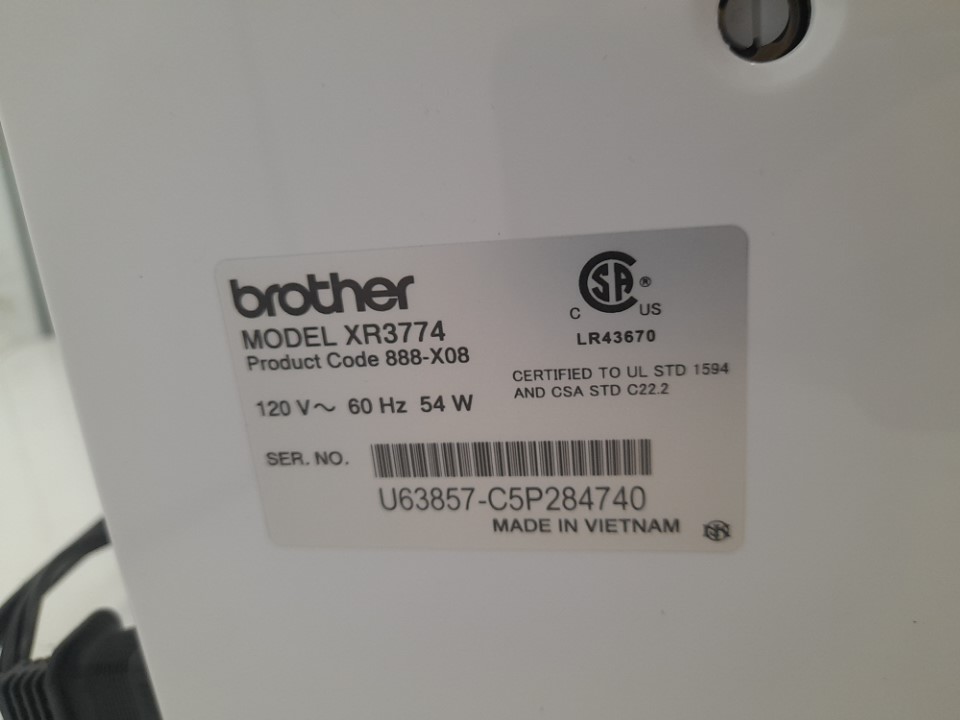 brother
MODEL XR3774
Product Code 888-X08
120 V～ 60 Hz 54 W
SER. NO.
U63857-C5P284740
MADE IN VIETNAM
CSA®
C US
LR43670
CERTIFIED TO UL STD 1594
AND CSA STD C22.2